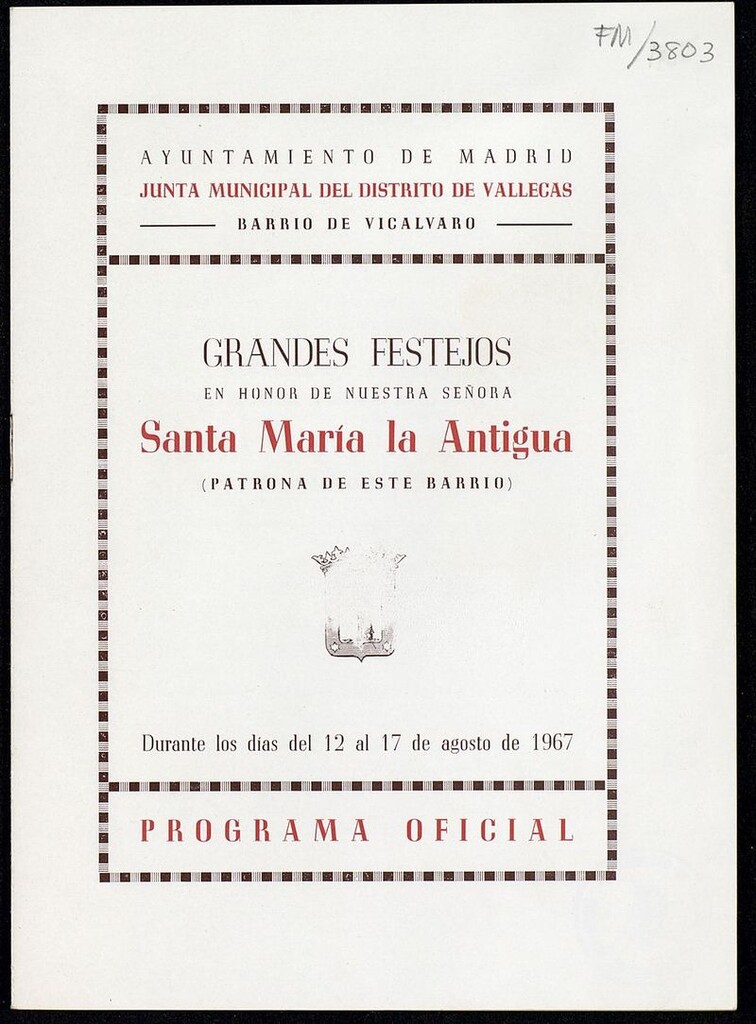 FM/3803
AYUNTAMIENTO DE MADRID
JUNTA MUNICIPAL DEL DISTRITO DE VALLECAS
BARRIO DE VICALVARO
GRANDES FESTEJOS
EN HONOR DE NUESTRA SEÑORA
Santa María la Antigua
(PATRONA DE ESTE BARRIO)
Durante los días del 12 al 17 de agosto de 1967
PROGRAMA OFICIAL